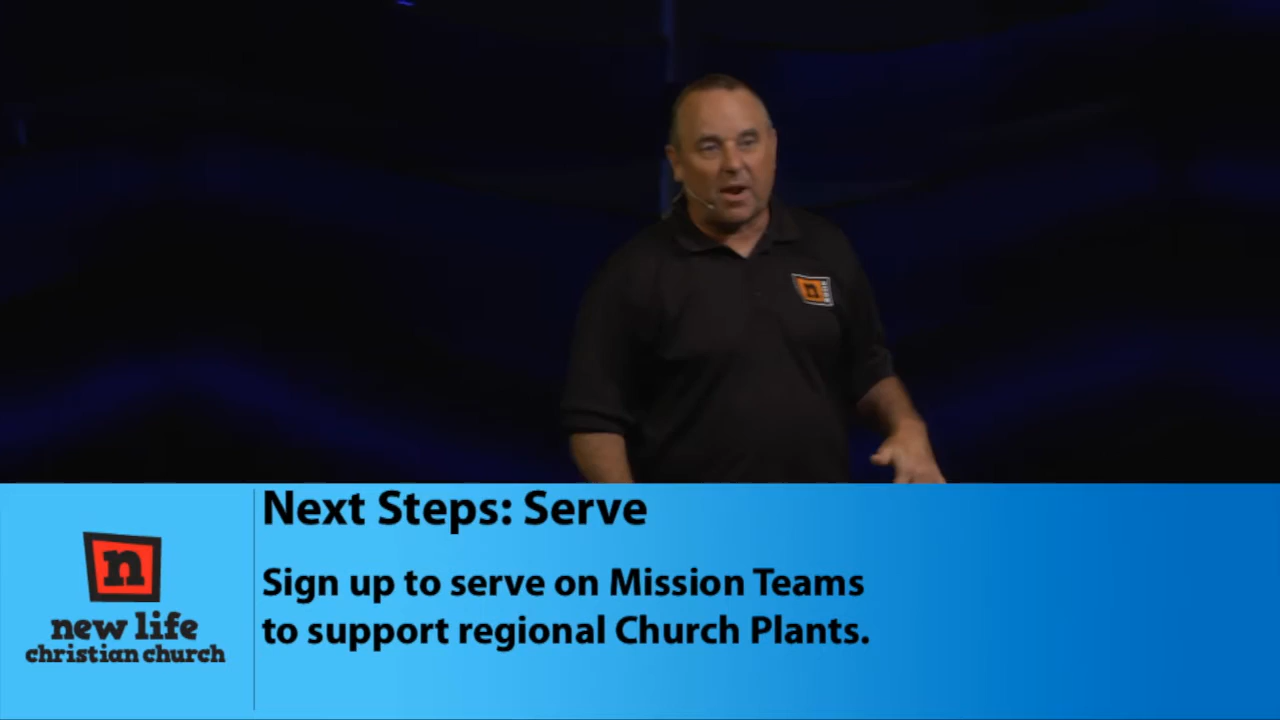 Next Steps: Serve
Sign up to serve on Mission Teams
to support regional Church Plants.
n
new life
christian church
n